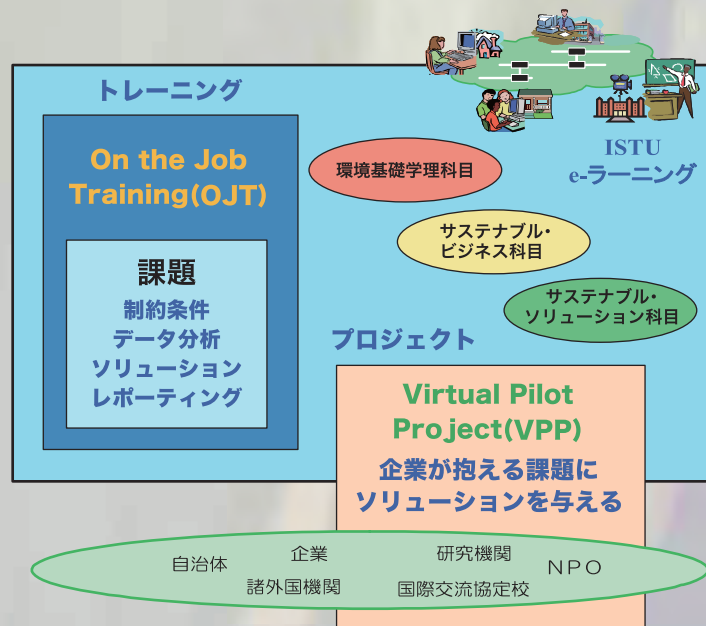 トレーニング
On the Job
Training(OJT)
課題
制約条件
データ分析
ソリューション
レポーティング
環境基礎学理科目
サステナブル・
ビジネス科目
サステナブル・
ソリューション科目
ISTU
e-ラーニング
プロジェクト
Virtual Pilot
Project(VPP)
企業が抱える課題に
ソリューションを与える
自治体 企業 研究機関 NPO
諸外国機関 国際交流協定校